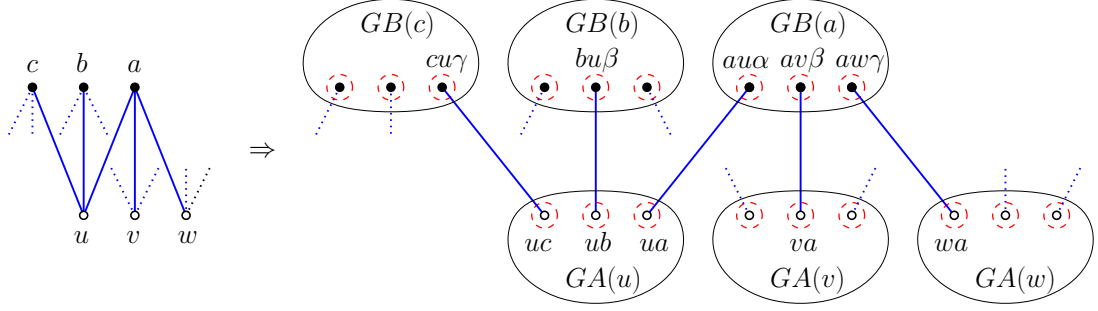 GB(c) GB(b) GB(a)
c b a cuγ buβ auα avβ awγ
⇒
u v w uc ub ua va wa
GA(u) GA(v) GA(w)